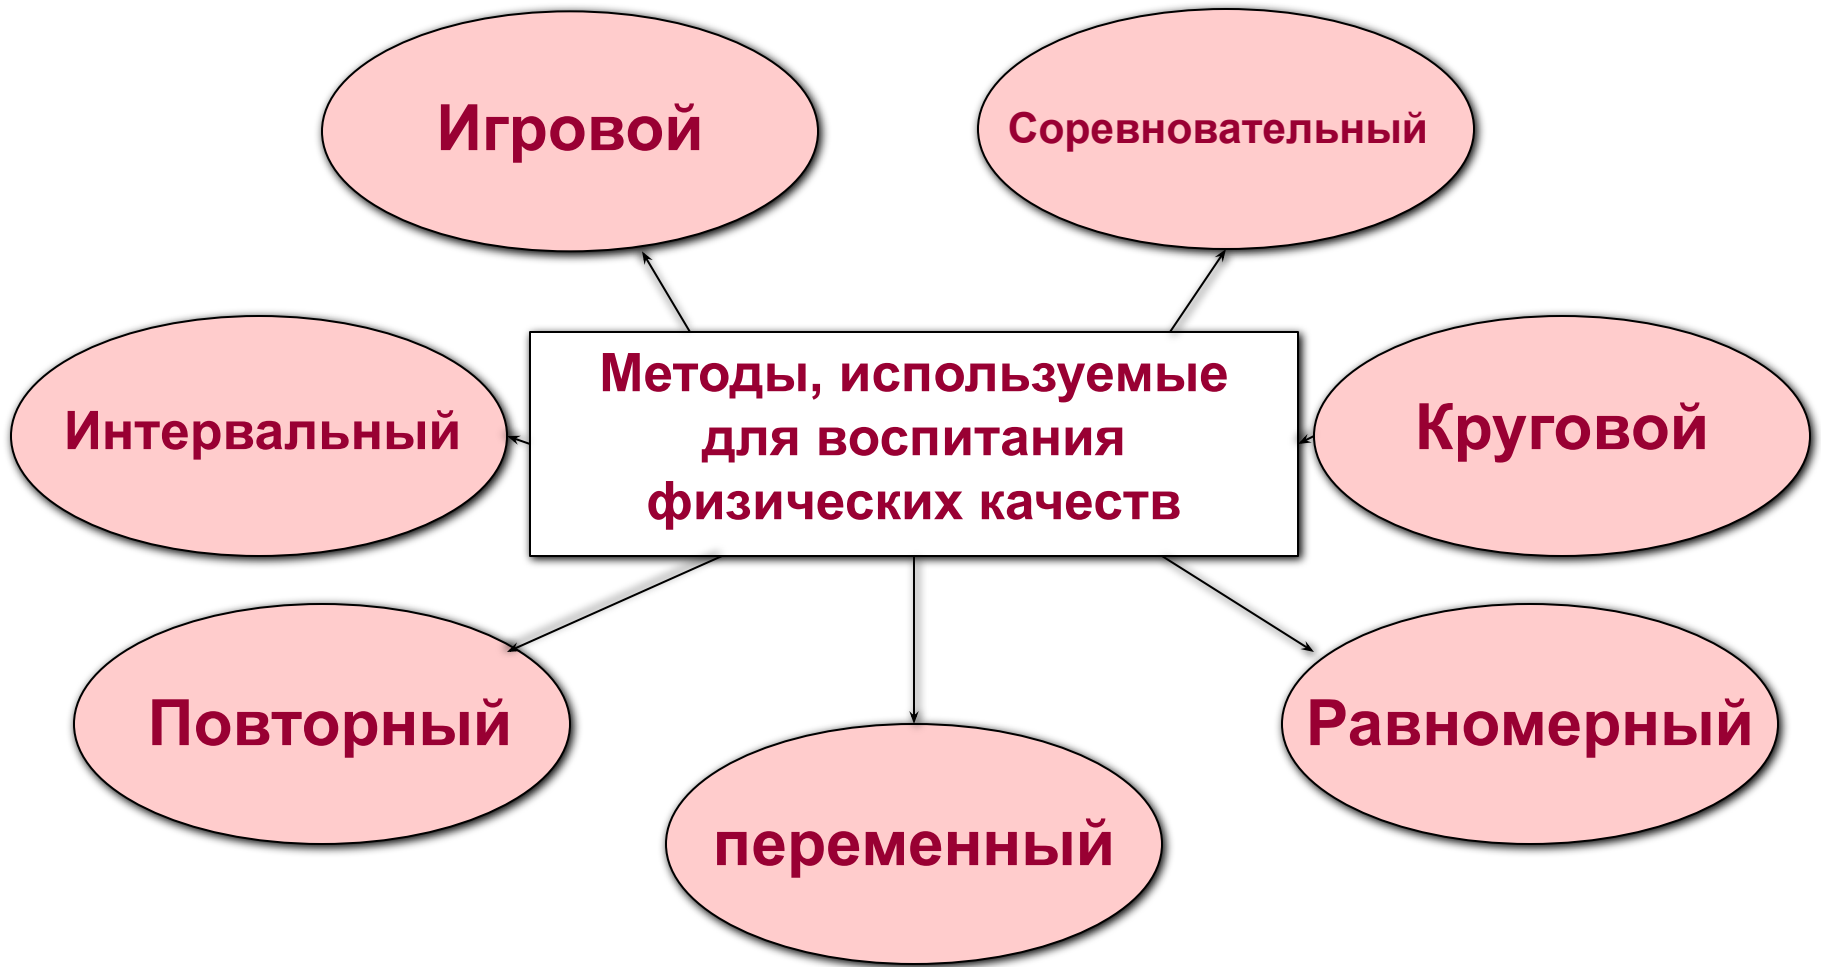 Игровой
Соревновательный
Методы, используемые
для воспитания
физических качеств
Интервальный
Круговой
Повторный
Равномерный
переменный